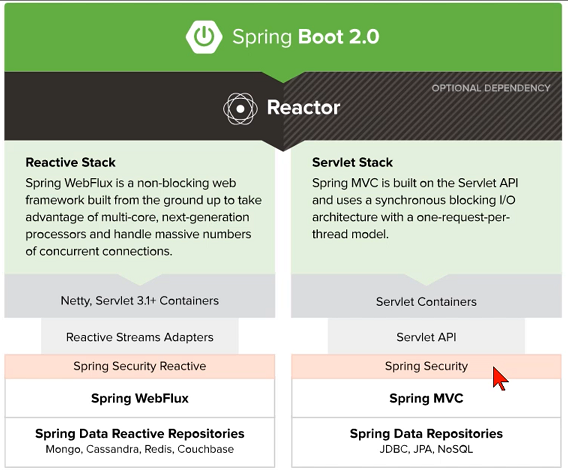 Spring Boot 2.0
OPTIONAL DEPENDENCY
Reactor
Reactive Stack
Spring WebFlux is a non-blocking web
framework built from the ground up to take
advantage of multi-core, next-generation
processors and handle massive numbers
of concurrent connections.
Servlet Stack
Spring MVC is built on the Servlet API
and uses a synchronous blocking I/O
architecture with a one-request-per-
thread model.
Netty, Servlet 3.1+ Containers
Servlet Containers
Reactive Streams Adapters
Servlet API
Spring Security Reactive
Spring Security
Spring WebFlux
Spring MVC
Spring Data Reactive Repositories
Mongo, Cassandra, Redis, Couchbase
Spring Data Repositories
JDBC, JPA, NoSQL